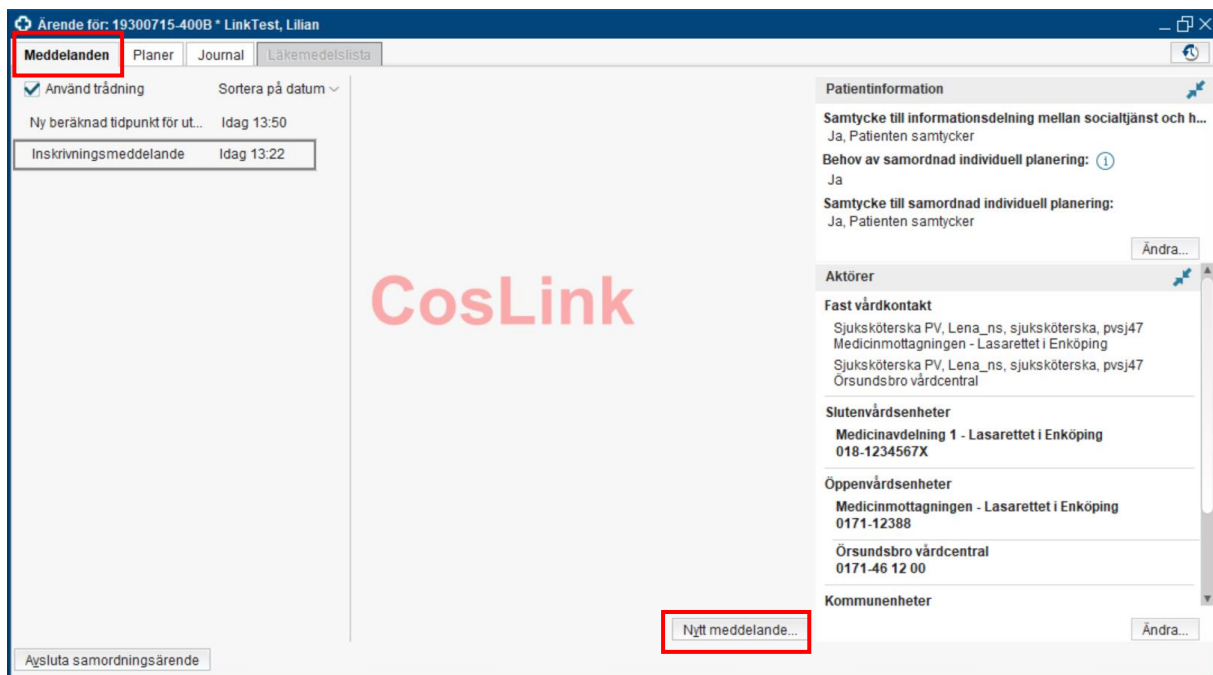 Ärende för: 19300715-400B * LinkTest, Lilian
Meddelanden Planer Journal Läkemedelslista
Använd trådning Sortera på datum
Ny beräknad tidpunkt för ut... Idag 13:50
Inskrivningsmeddelande Idag 13:22
CosLink
Nytt meddelande...
Avsluta samordningsärende
Patientinformation
Samtycke till informationsdelning mellan socialtjänst och h...
Ja, Patienten samtycker
Behov av samordnad individuell planering:
Ja
Samtycke till samordnad individuell planering:
Ja, Patienten samtycker
Ändra...
Aktörer
Fast vårdkontakt
Sjuksköterska PV, Lena_ns, sjuksköterska, pvsj47
Medicinmottagningen - Lasarettet i Enköping
Sjuksköterska PV, Lena_ns, sjuksköterska, pvsj47
Örsundsbro vårdcentral
Slutenvårdsenheter
Medicinavdelning 1 - Lasarettet i Enköping
018-1234567X
Öppenvårdsenheter
Medicinmottagningen - Lasarettet i Enköping
0171-12388
Örsundsbro vårdcentral
0171-46 12 00
Kommunenheter
Ändra...